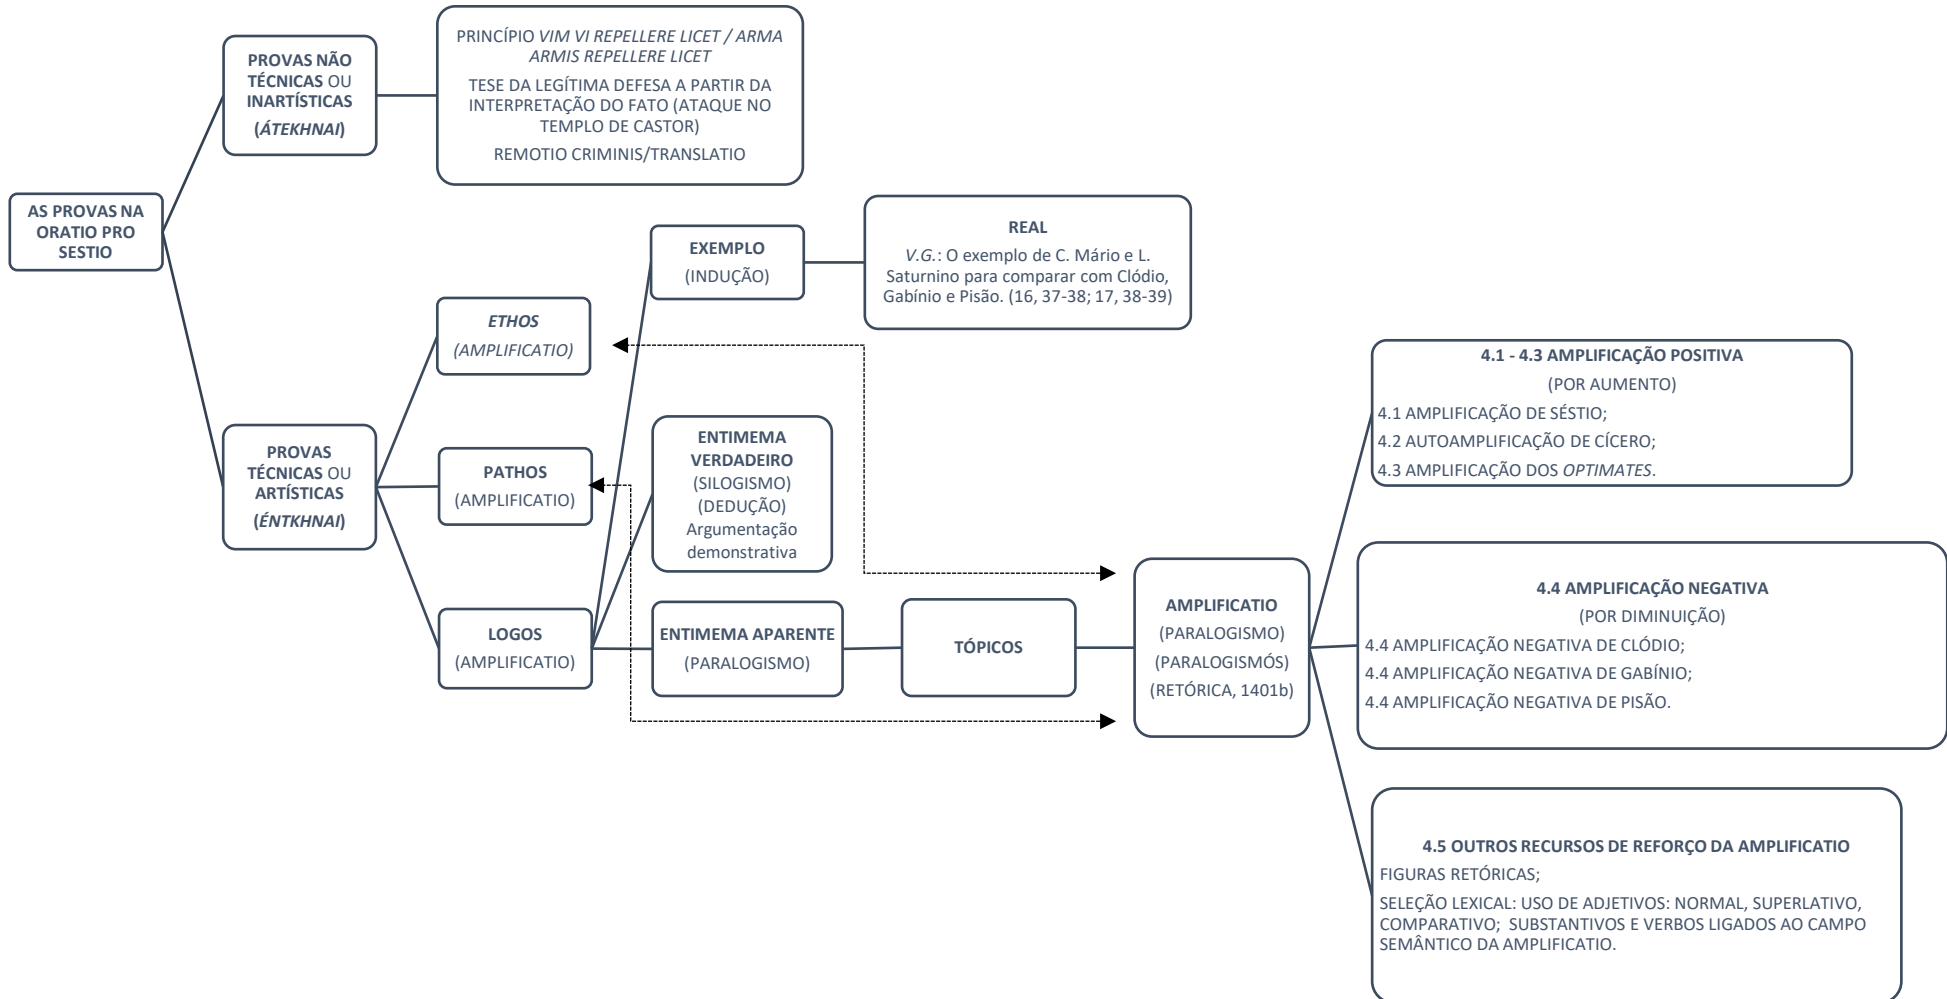 AS PROVAS NA
ORATIO PRO
SESTIO
PROVAS NÃO
TÉCNICAS OU
INARTÍSTICAS
(ÁTEKHNAI)
PRINCÍPIO VIM VI REPELLERE LICET / ARMA
ARMIS REPELLERE LICET
TESE DA LEGÍTIMA DEFESA A PARTIR DA
INTERPRETAÇÃO DO FATO (ATAQUE NO
TEMPLO DE CASTOR)
REMOTIO CRIMINIS/TRANSLATIO
PROVAS
TÉCNICAS OU
ARTÍSTICAS
(ÉNTKHNAI)
ETHOS
(AMPLIFICATIO)
PATHOS
(AMPLIFICATIO)
LOGOS
(AMPLIFICATIO)
EXEMPLO
(INDUÇÃO)
REAL
V.G.: O exemplo de C. Mário e L.
Saturnino para comparar com Clódio,
Gabínio e Pisão. (16, 37-38; 17, 38-39)
ENTIMEMA
VERDADEIRO
(SILOGISMO)
(DEDUÇÃO)
Argumentação
demonstrativa
ENTIMEMA APARENTE
(PARALOGISMO)
TÓPICOS
AMPLIFICATIO
(PARALOGISMO)
(PARALOGISMÓS)
(RETÓRICA, 1401b)
4.1 - 4.3 AMPLIFICAÇÃO POSITIVA
(POR AUMENTO)
4.1 AMPLIFICAÇÃO DE SÉSTIO;
4.2 AUTOAMPLIFICAÇÃO DE CÍCERO;
4.3 AMPLIFICAÇÃO DOS OPTIMATES.
4.4 AMPLIFICAÇÃO NEGATIVA
(POR DIMINUIÇÃO)
4.4 AMPLIFICAÇÃO NEGATIVA DE CLÓDIO;
4.4 AMPLIFICAÇÃO NEGATIVA DE GABÍNIO;
4.4 AMPLIFICAÇÃO NEGATIVA DE PISÃO.
4.5 OUTROS RECURSOS DE REFORÇO DA AMPLIFICATIO
FIGURAS RETÓRICAS;
SELEÇÃO LEXICAL: USO DE ADJETIVOS: NORMAL, SUPERLATIVO,
COMPARATIVO; SUBSTANTIVOS E VERBOS LIGADOS AO CAMPO
SEMÂNTICO DA AMPLIFICATIO.